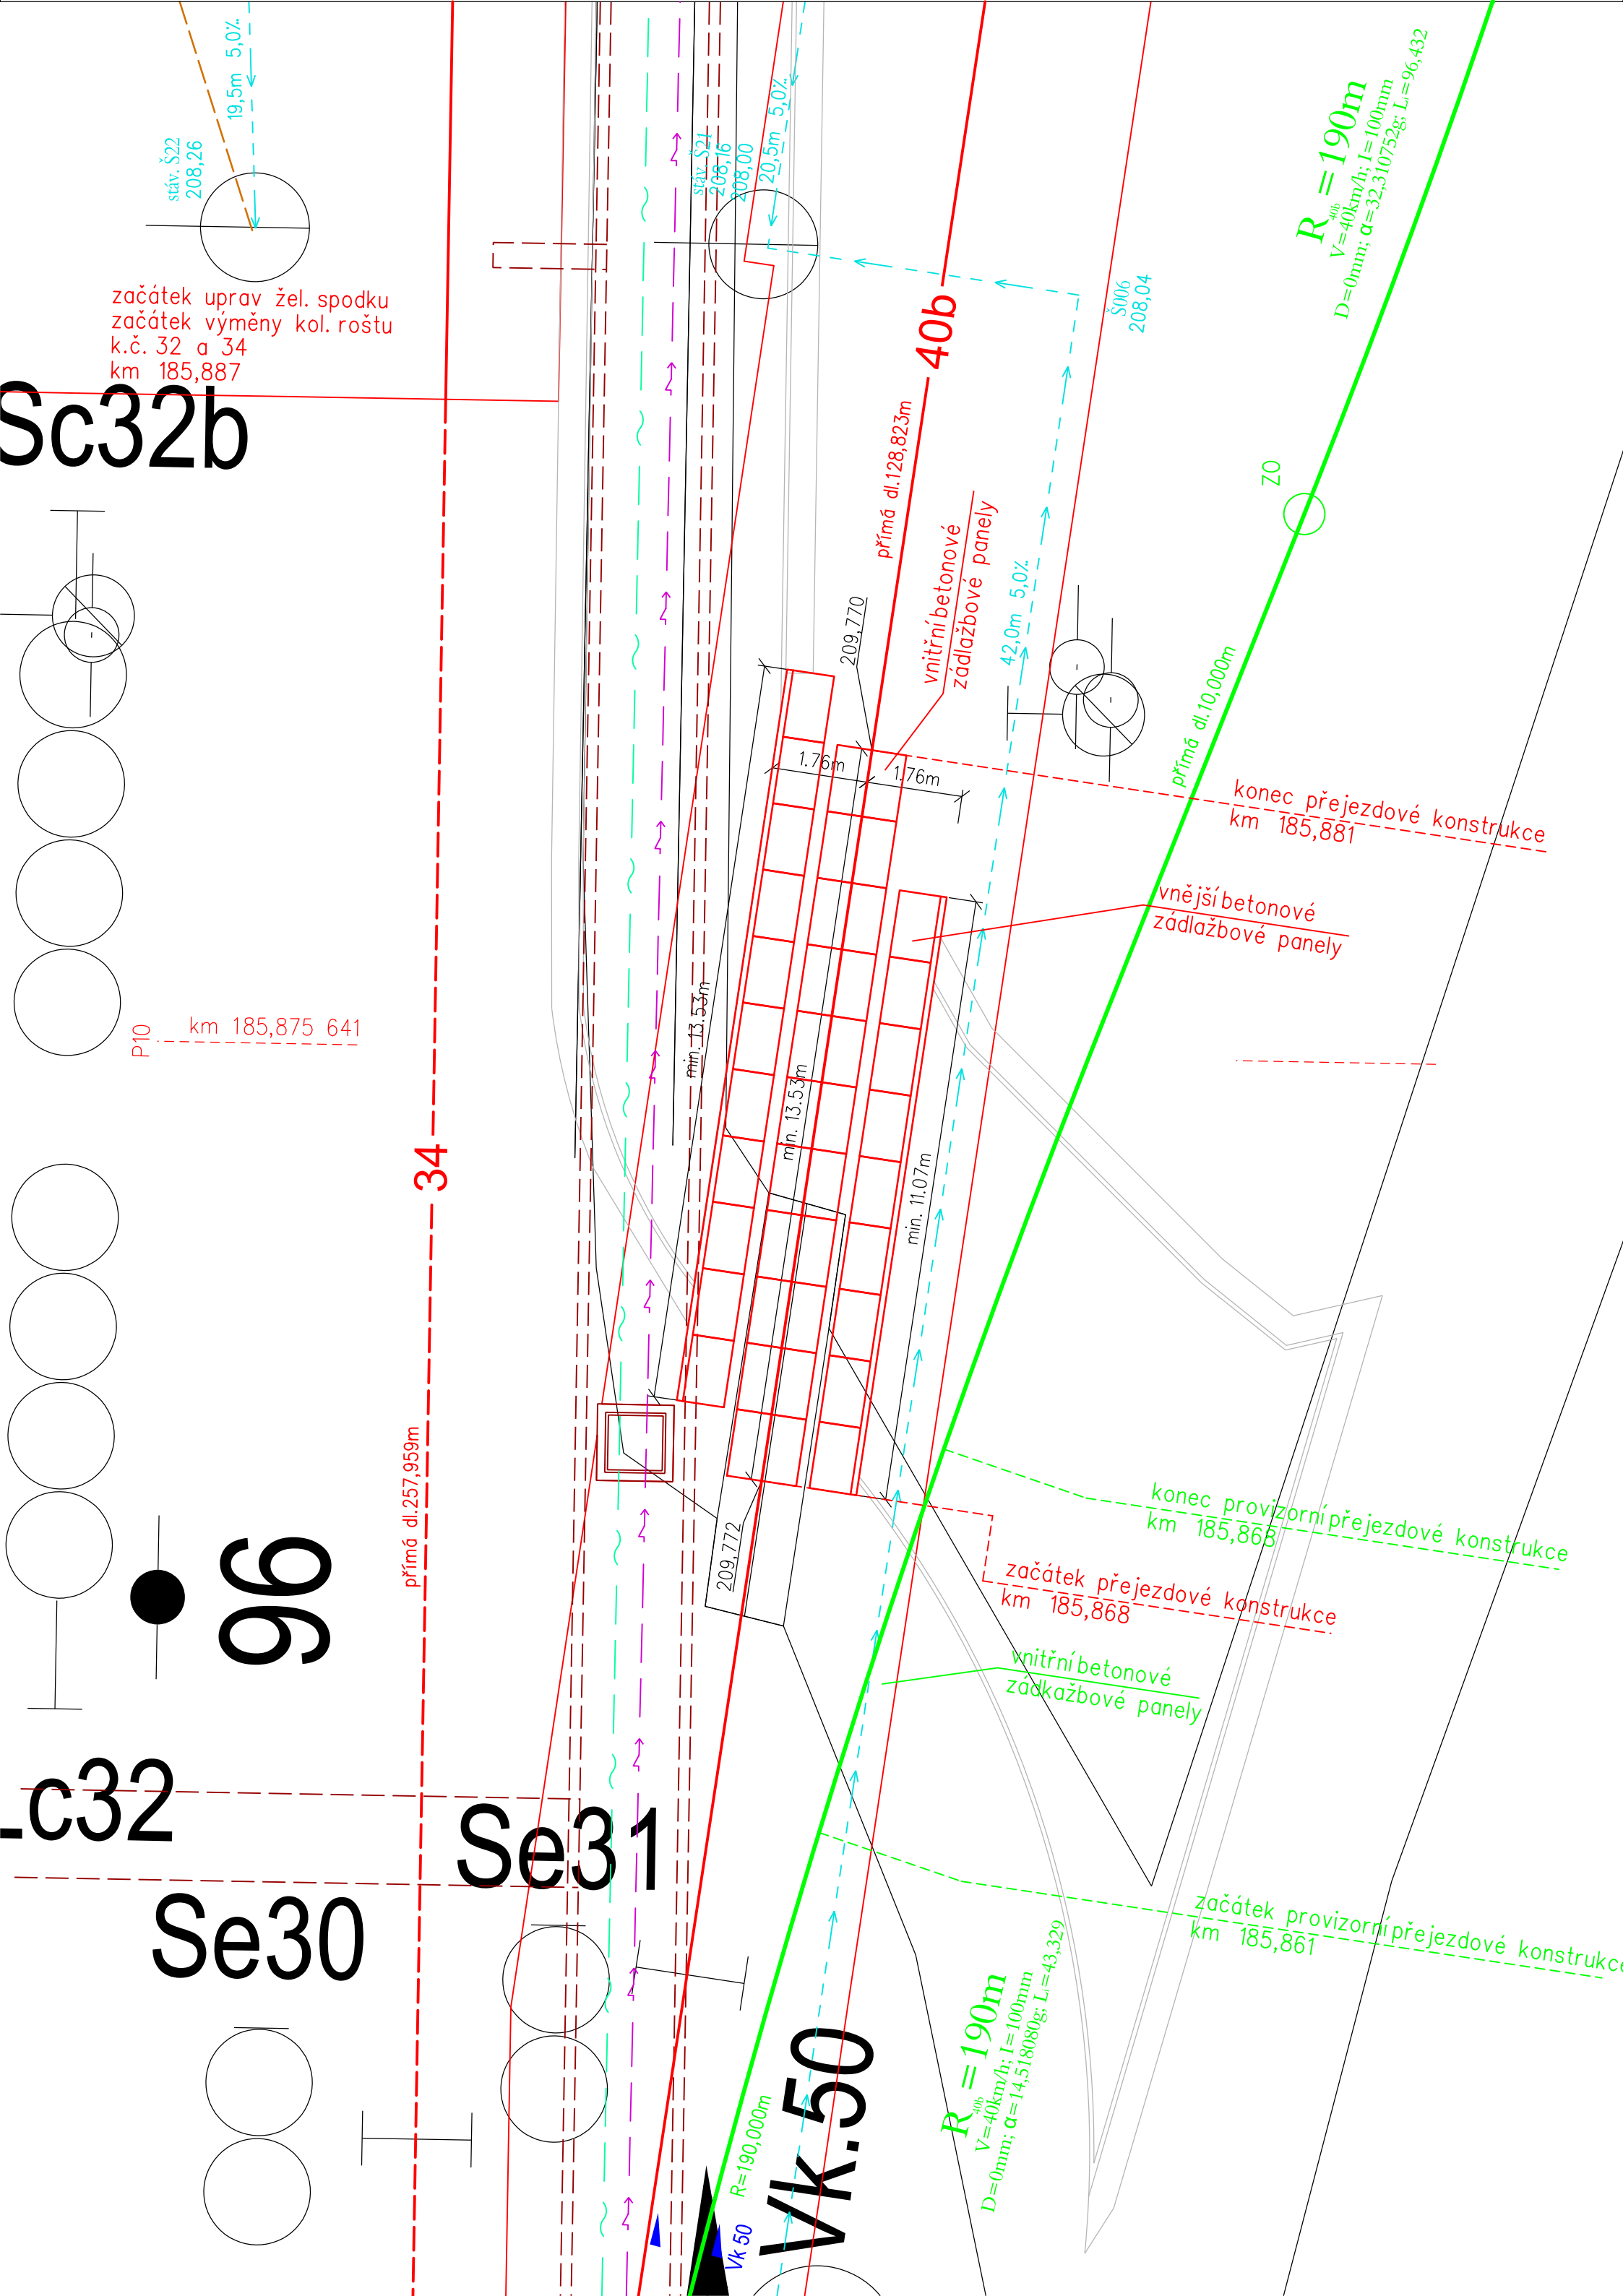 19,5m 5,0%
stáv. Š22
208,26
stáv. Š21
208,16
208,00
20,5m 5,0%
40b
Š006
208,04
R40b=190m
V=40km/h; I=100mm
D=0mm; α=32,310752g; L=96,432
začátek uprav žel. spodku
začátek výměny kol. roštu
k.č. 32 a 34
km 185,887
Sc32b
přímá dl.128,823m
ZO
vnitřní betonové
zádlažbové panely
42,0m 5,0%
209,770
přímá dl.10,000m
1.76m
1.76m
konec přejezdové konstrukce
km 185,881
vnější betonové
zádlažbové panely
P10
km 185,875 641
min. 13.53m
min. 13.53m
min. 11.07m
34
přímá dl.257,959m
konec provizorní přejezdové konstrukce
km 185,868
209,772
začátek přejezdové konstrukce
km 185,868
96
vnitřní betonové
zádkažbové panely
Lc32
Se31
Se30
začátek provizorní přejezdové konstrukce
km 185,861
R40b=190m
V=40km/h; I=100mm
D=0mm; α=14,518080g; L=43,329
R=190,000m
Vk.50
Vk 50